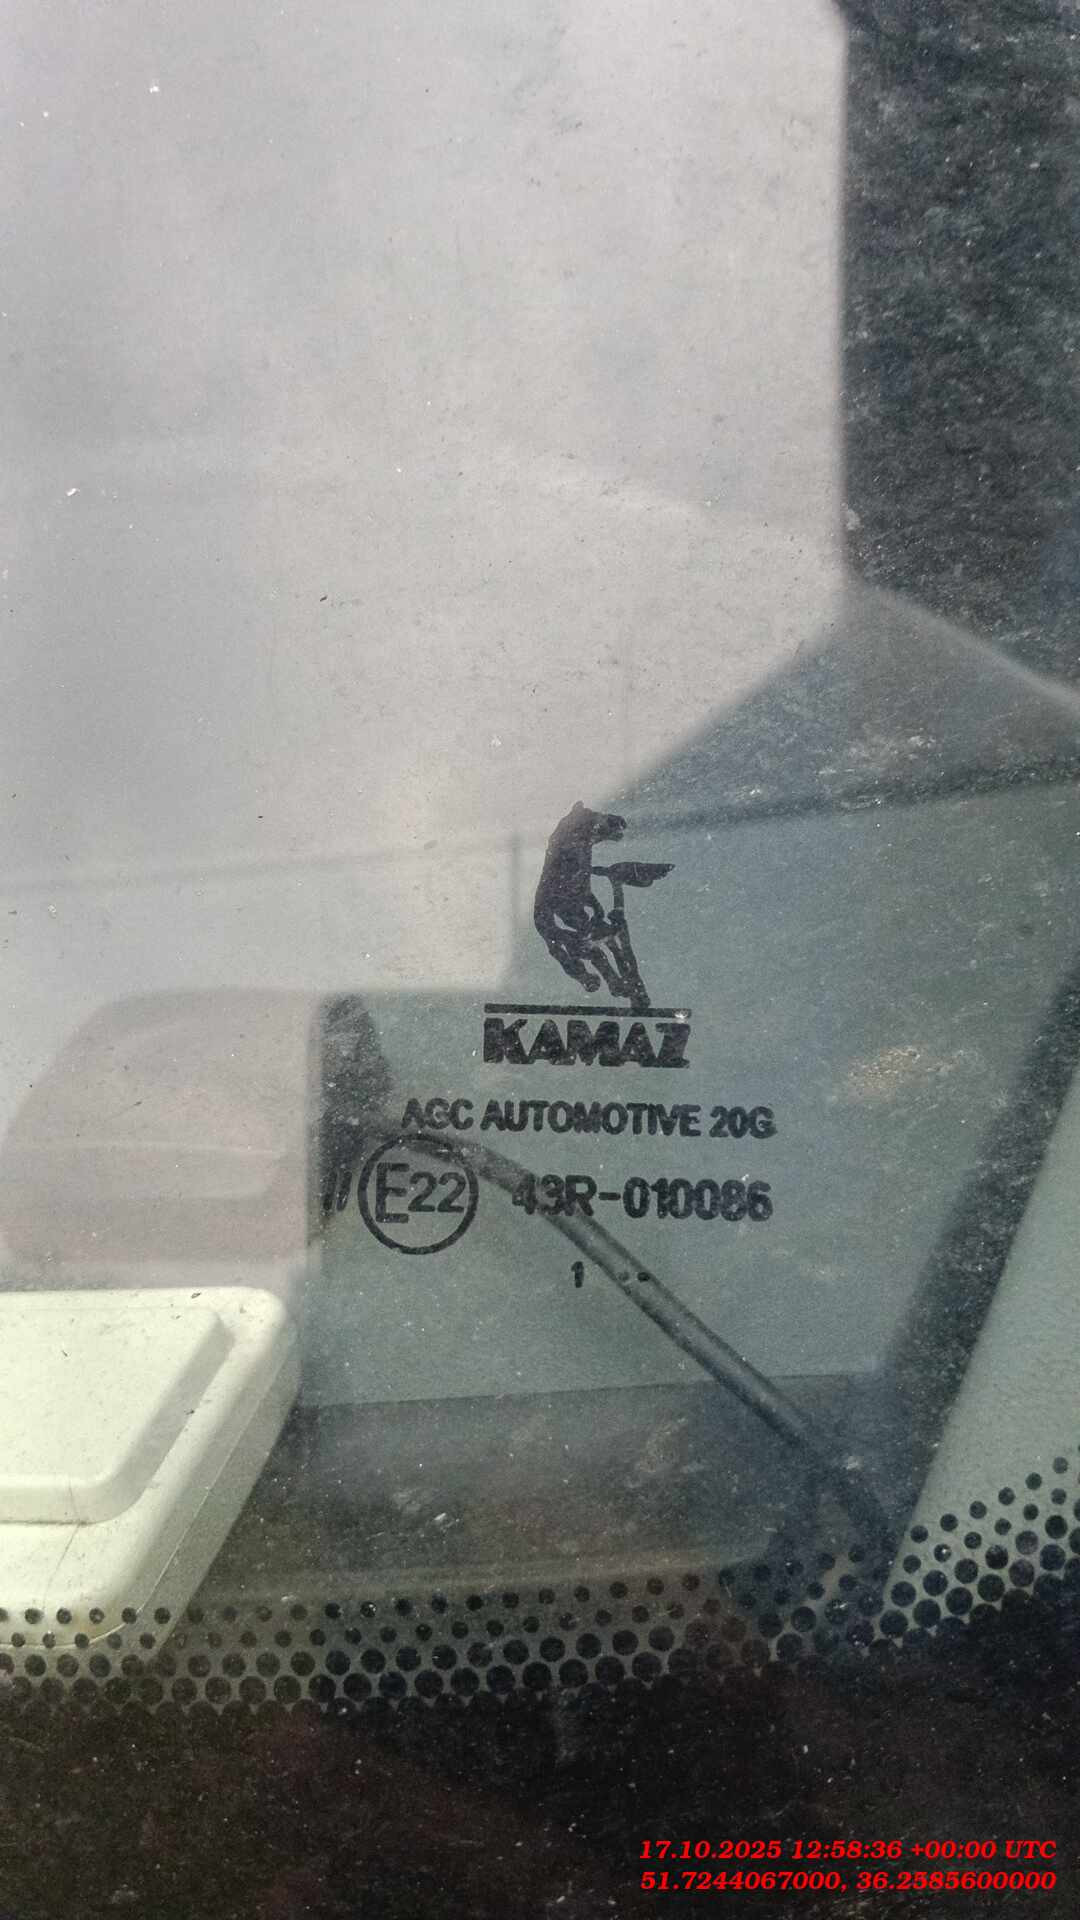 KAMAZ
AGC AUTOMOTIVE 20G
II E22 43R-010086
1 ..
17.10.2025 12:58:36 +00:00 UTC
51.7244067000, 36.2585600000